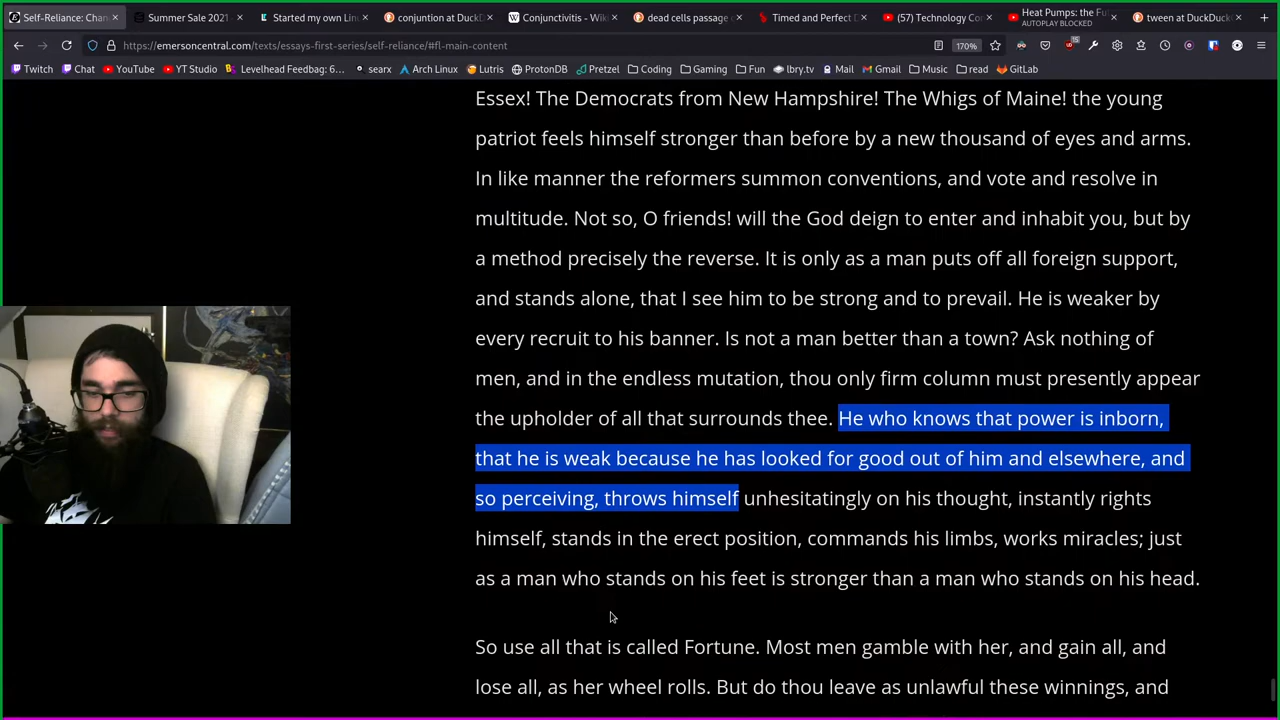 Self-Reliance: Chan
Summer Sale 2021
Started my own Lin
conjuntion at DuckD
Conjunctivitis - Wiki
dead cells passage
Timed and Perfect D
(57) Technology Co
Heat Pumps: the Fu
AUTOPLAY BLOCKED
tween at DuckDuck
https://emersoncentral.com/texts/essays-first-series/self-reliance/#fl-main-content
170%
15
Twitch Chat YouTube YT Studio Levelhead Feedbag: 6... searx Arch Linux Lutris ProtonDB Pretzel Coding Gaming Fun lbry.tv Mail Gmail Music read GitLab
Essex! The Democrats from New Hampshire! The Whigs of Maine! the young
patriot feels himself stronger than before by a new thousand of eyes and arms.
In like manner the reformers summon conventions, and vote and resolve in
multitude. Not so, O friends! will the God deign to enter and inhabit you, but by
a method precisely the reverse. It is only as a man puts off all foreign support,
and stands alone, that I see him to be strong and to prevail. He is weaker by
every recruit to his banner. Is not a man better than a town? Ask nothing of
men, and in the endless mutation, thou only firm column must presently appear
the upholder of all that surrounds thee. He who knows that power is inborn,
that he is weak because he has looked for good out of him and elsewhere, and
so perceiving, throws himself unhesitatingly on his thought, instantly rights
himself, stands in the erect position, commands his limbs, works miracles; just
as a man who stands on his feet is stronger than a man who stands on his head.
So use all that is called Fortune. Most men gamble with her, and gain all, and
lose all, as her wheel rolls. But do thou leave as unlawful these winnings, and